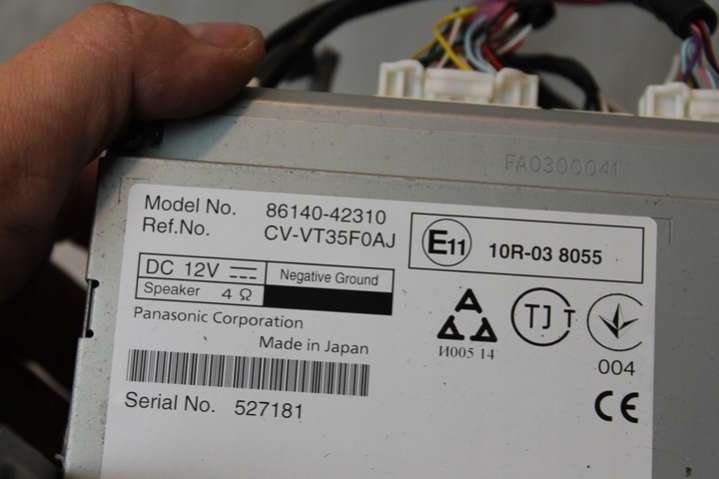 FA0300041
Model No. 86140-42310
Ref.No. CV-VT35F0AJ
E11 10R-03 8055
DC 12V Negative Ground
Speaker 4 Ω
Panasonic Corporation
Made in Japan
И005 14
TJ T
004
CE
Serial No. 527181